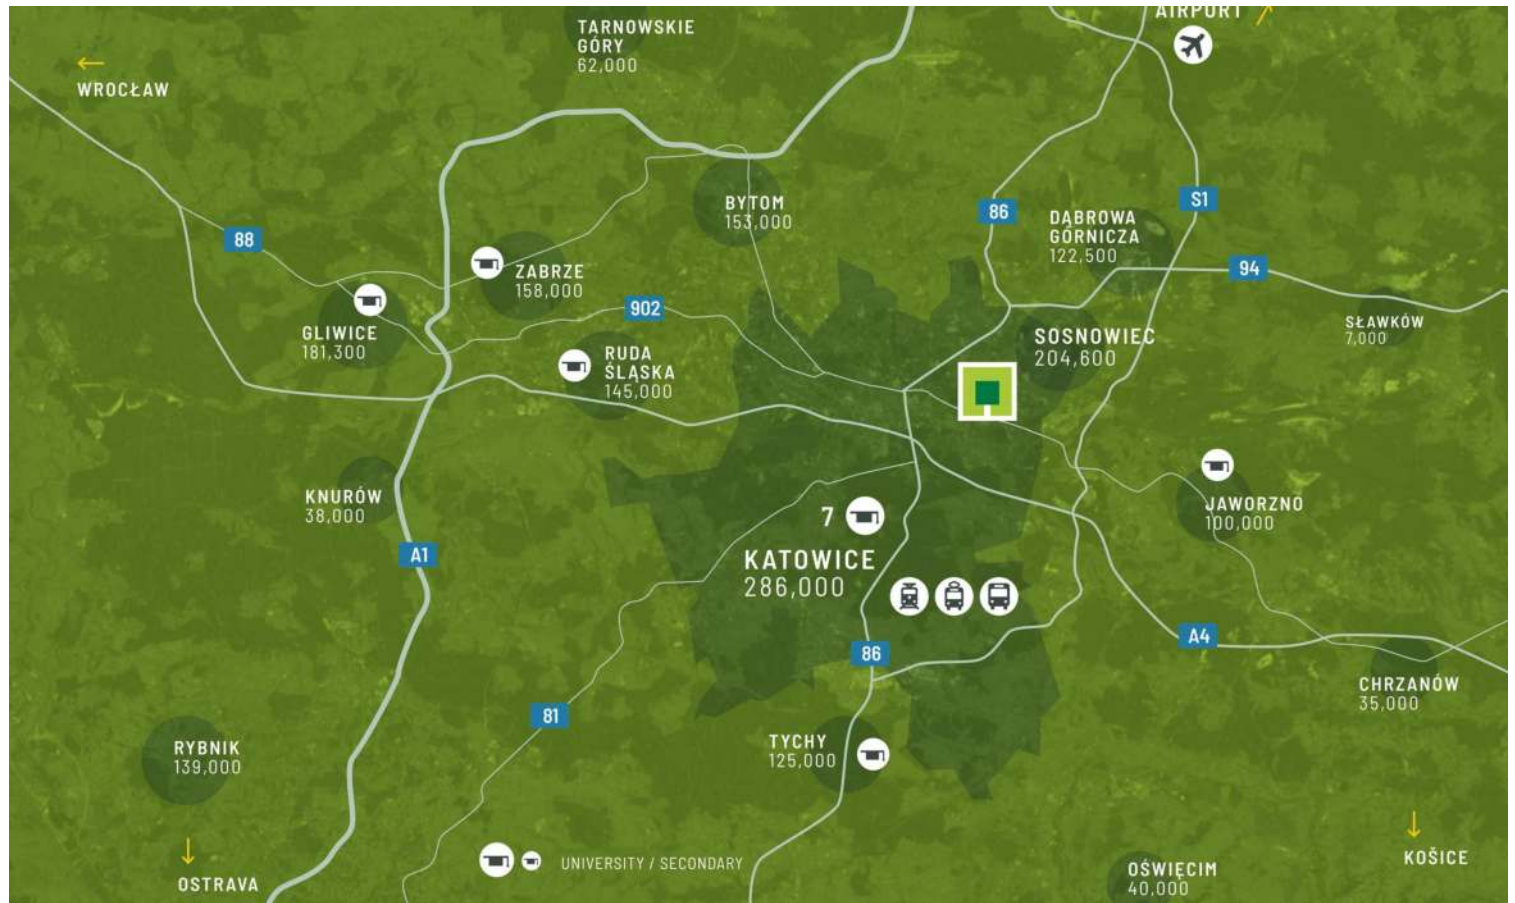 AIRPORT
TARNOWSKIE
GÓRY
62,000
WROCŁAW
BYTOM
153,000
S1
86
DĄBROWA
GÓRNICZA
122,500
88
94
ZABRZE
158,000
902
GLIWICE
181,300
SŁAWKÓW
7,000
SOSNOWIEC
204,600
RUDA
ŚLĄSKA
145,000
KNURÓW
38,000
JAWORZNO
100,000
7
A1
KATOWICE
286,000
A4
86
CHRZANÓW
35,000
81
TYCHY
125,000
RYBNIK
139,000
KOŠICE
UNIVERSITY / SECONDARY
OSTRAVA
OŚWIĘCIM
40,000